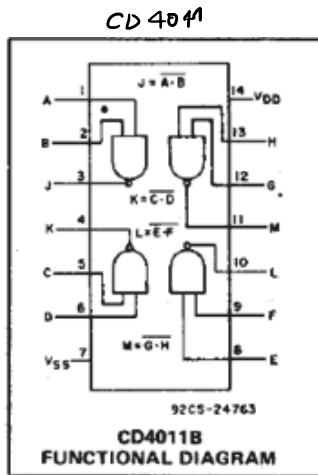 CD 4011
J = A·B
A 1
14 VDD
B 2
13 H
J 3
K = C·D
12 G
K 4
L = E·F
11 M
C 5
10 L
D 6
9 F
M = G·H
VSS 7
8 E
92CS-24763
CD4011B
FUNCTIONAL DIAGRAM